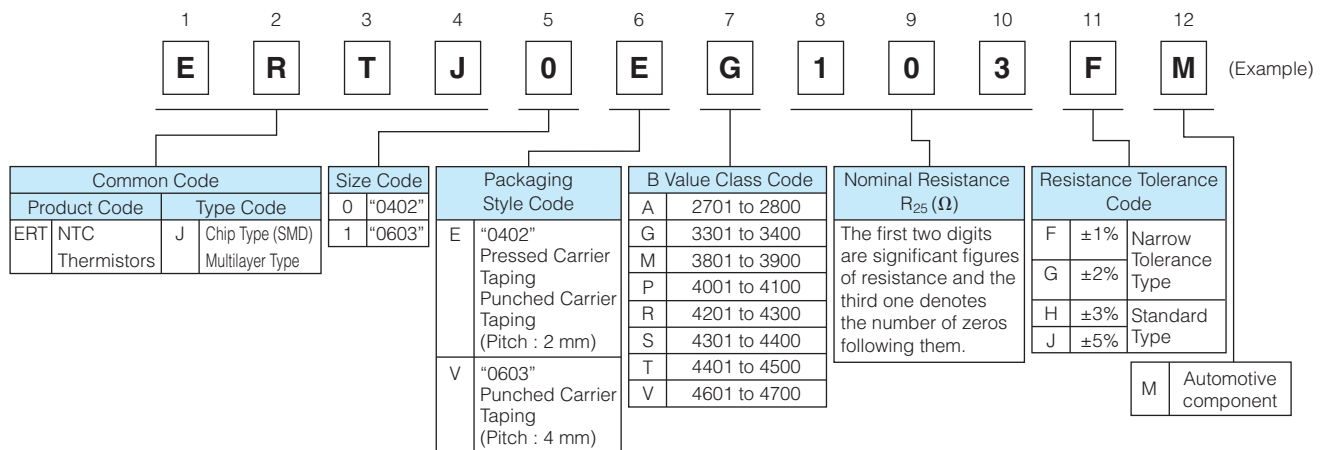 1 2 3 4 5 6 7 8 9 10 11 12
E R T J 0 E G 1 0 3 F M (Example)
Common Code
Product Code Type Code
ERT NTC Thermistors J Chip Type (SMD) Multilayer Type
Size Code
0 "0402"
1 "0603"
Packaging
Style Code
E "0402"
Pressed Carrier
Taping
Punched Carrier
Taping
(Pitch : 2 mm)
V "0603"
Punched Carrier
Taping
(Pitch : 4 mm)
B Value Class Code
A 2701 to 2800
G 3301 to 3400
M 3801 to 3900
P 4001 to 4100
R 4201 to 4300
S 4301 to 4400
T 4401 to 4500
V 4601 to 4700
Nominal Resistance
R25 (Ω)
The first two digits
are significant figures
of resistance and the
third one denotes
the number of zeros
following them.
Resistance Tolerance
Code
F ±1%
G ±2%
Narrow
Tolerance
Type
H ±3%
J ±5%
Standard
Type
M Automotive
component